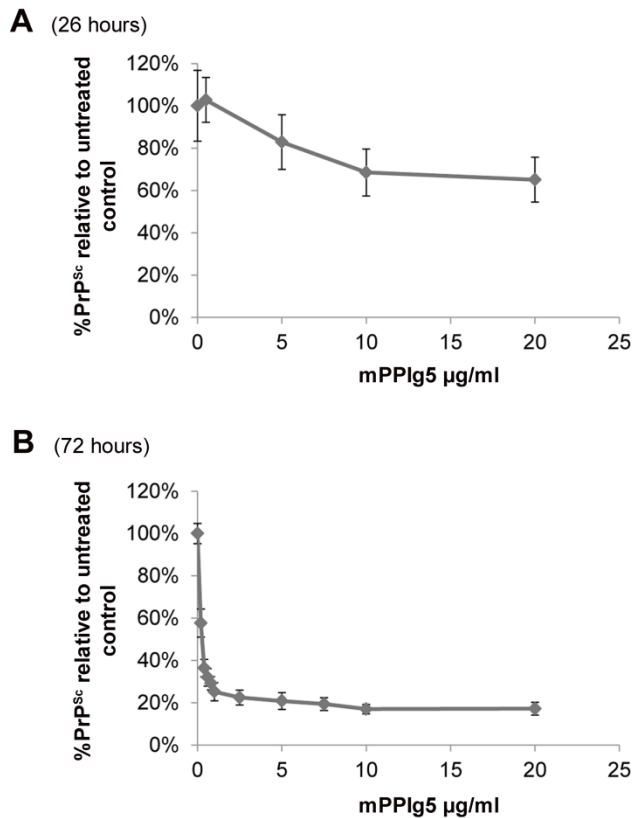 A (26 hours)
%PrPSc relative to untreated
control
120%
100%
80%
60%
40%
20%
0%
0 5 10 15 20 25
mPPIg5 µg/ml
B (72 hours)
%PrPSc relative to untreated
control
120%
100%
80%
60%
40%
20%
0%
0 5 10 15 20 25
mPPIg5 µg/ml